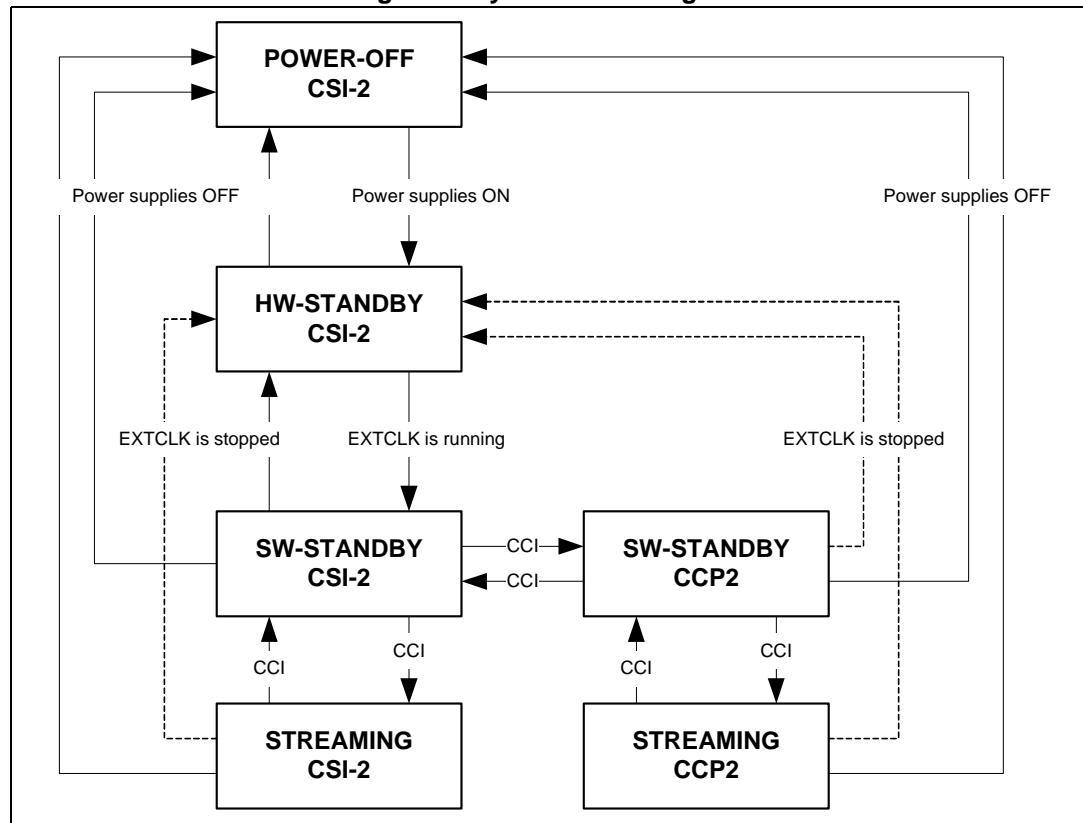 POWER-OFF
CSI-2
Power supplies OFF
Power supplies ON
Power supplies OFF
HW-STANDBY
CSI-2
EXTCLK is stopped
EXTCLK is running
EXTCLK is stopped
SW-STANDBY
CSI-2
CCI
CCI
SW-STANDBY
CCP2
CCI
CCI
CCI
CCI
STREAMING
CSI-2
STREAMING
CCP2